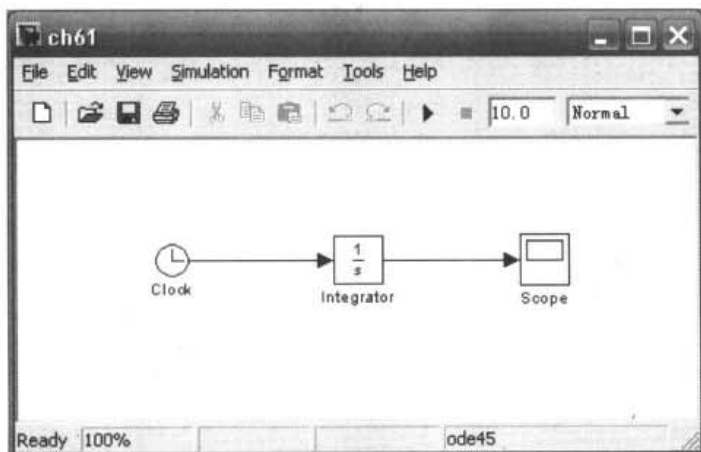 ch61
File Edit View Simulation Format Tools Help
10.0 Normal
1
s
Clock
Integrator
Scope
Ready 100% ode45